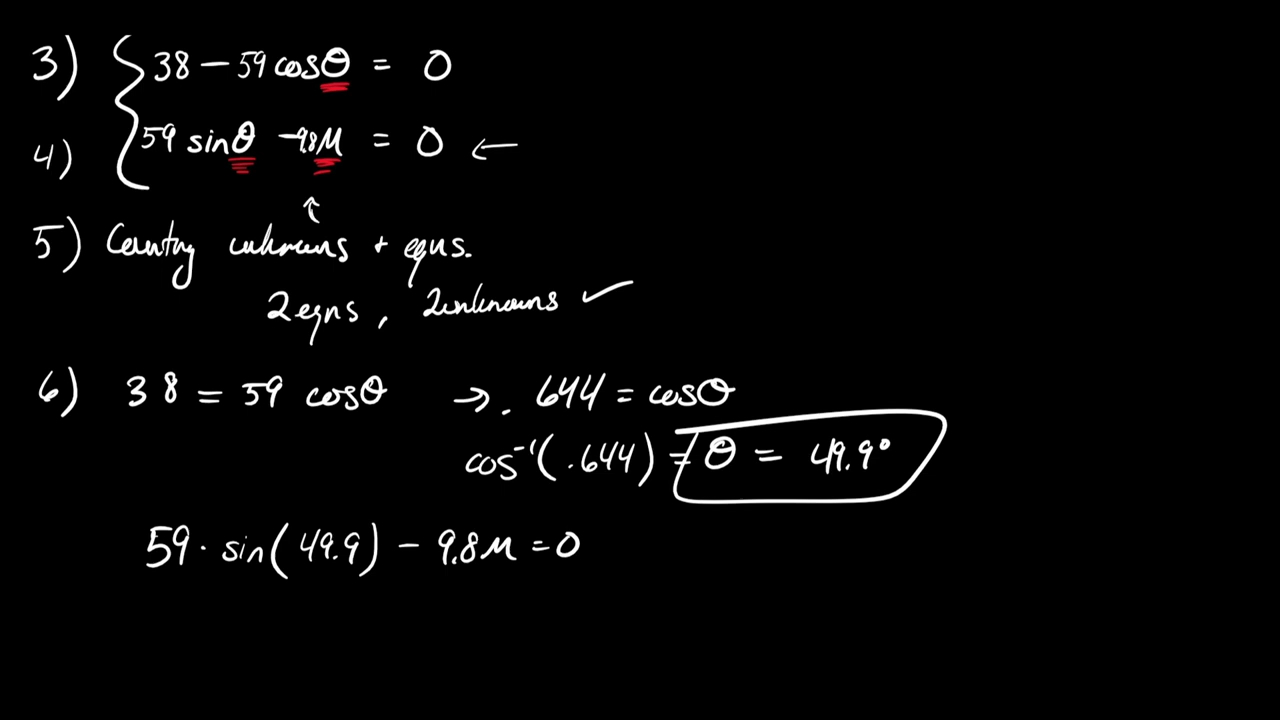 3) 38 − 59 cosθ = 0
4) 59 sinθ − 9.8M = 0 ←
↑
5) Counting unknowns + eqns.
2 eqns, 2 unknowns ✓
6) 38 = 59 cosθ → .644 = cosθ
cos⁻¹(.644) = θ = 49.9°
59 · sin(49.9) − 9.8M = 0